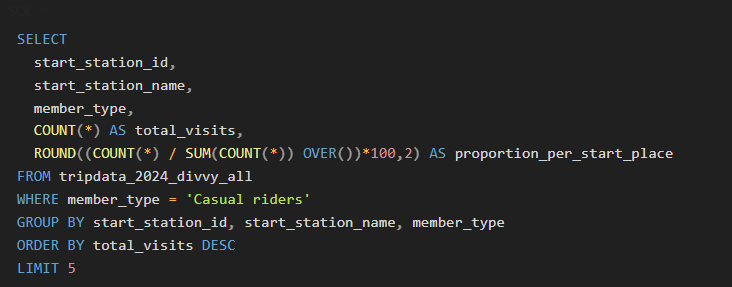 SELECT
start_station_id,
start_station_name,
member_type,
COUNT(*) AS total_visits,
ROUND((COUNT(*) / SUM(COUNT(*)) OVER())*100,2) AS proportion_per_start_place
FROM tripdata_2024_divvy_all
WHERE member_type = 'Casual riders'
GROUP BY start_station_id, start_station_name, member_type
ORDER BY total_visits DESC
LIMIT 5